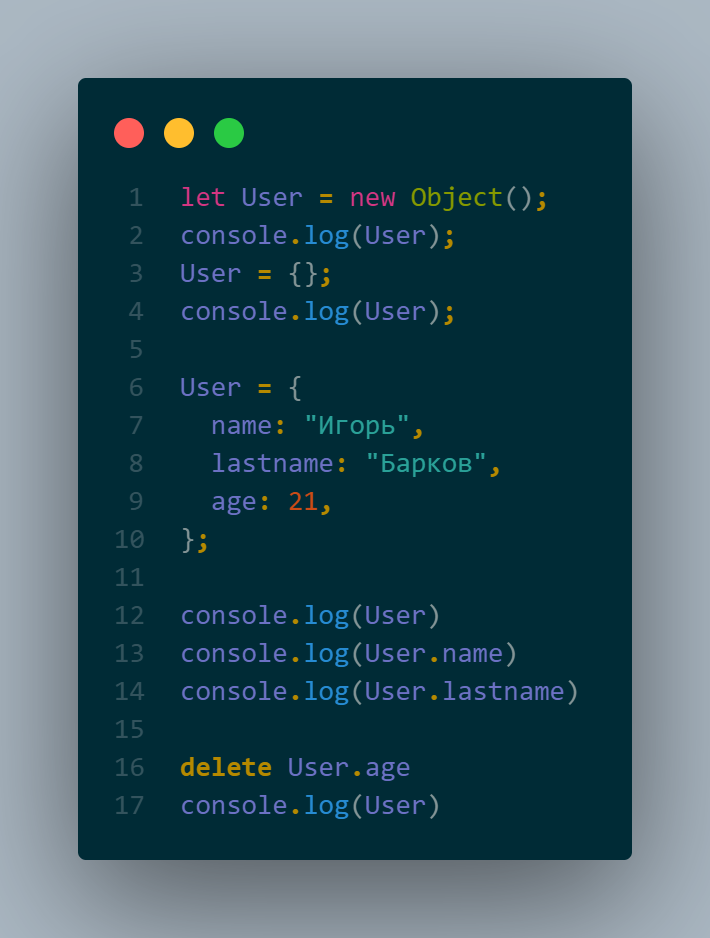 1 let User = new Object();
2 console.log(User);
3 User = {};
4 console.log(User);
5
6 User = {
7   name: "Игорь",
8   lastname: "Барков",
9   age: 21,
10 };
11
12 console.log(User)
13 console.log(User.name)
14 console.log(User.lastname)
15
16 delete User.age
17 console.log(User)